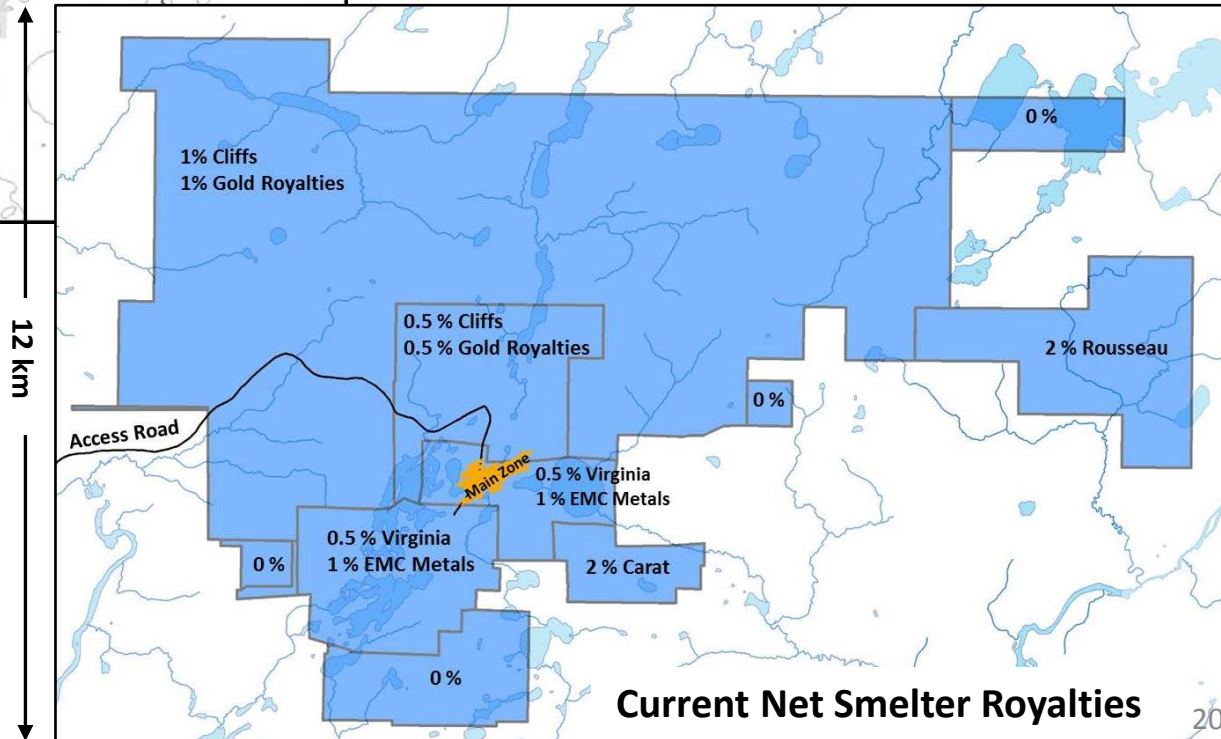 0 %
1% Cliffs
1% Gold Royalties
0.5 % Cliffs
0.5 % Gold Royalties
2 % Rousseau
12 km
0 %
Access Road
Main Zone
0.5 % Virginia
1 % EMC Metals
0.5 % Virginia
1 % EMC Metals
0 %
2 % Carat
0 %
Current Net Smelter Royalties
20